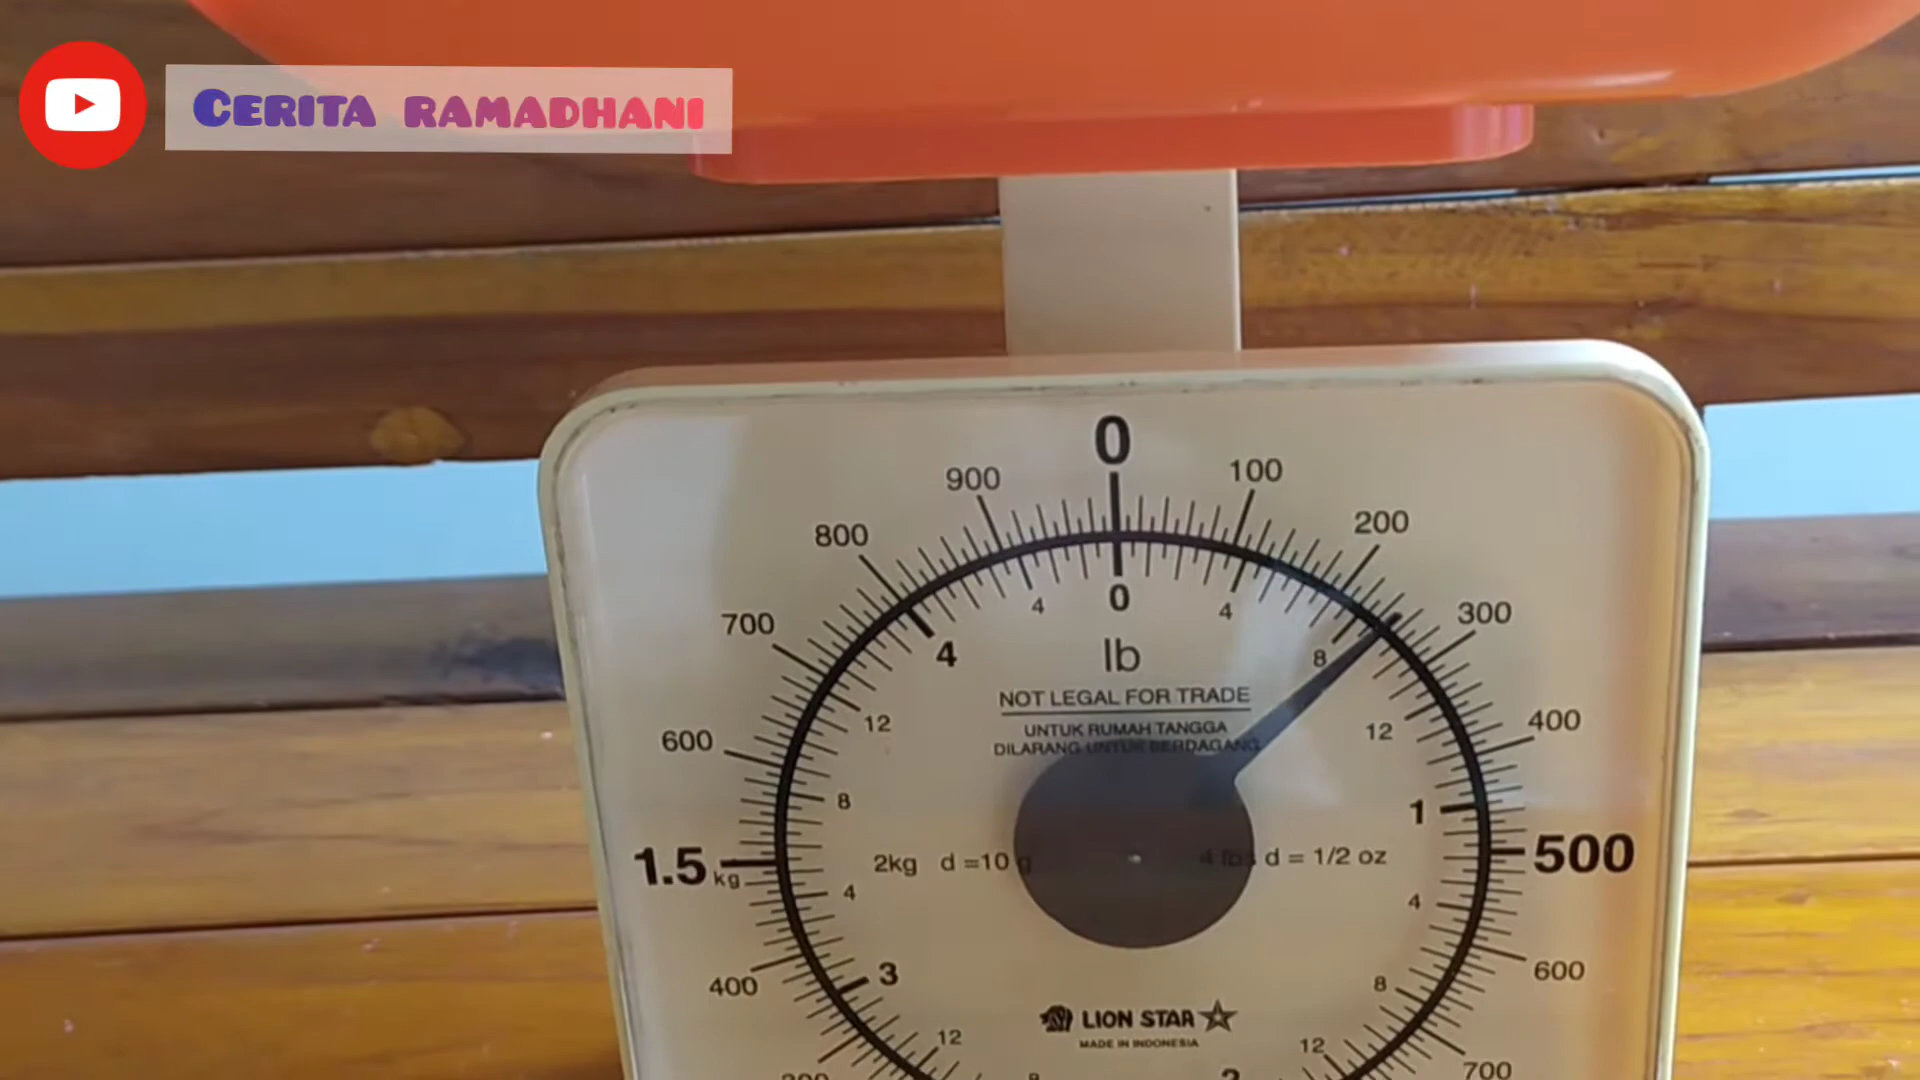 CERITA RAMADHANI
0
900
100
800
200
4
0
4
700
300
4
lb
8
NOT LEGAL FOR TRADE
UNTUK RUMAH TANGGA
DILARANG UNTUK BERDAGANG
600
12
12
400
8
1
1.5 kg
2kg d =10 g
4 lbs d = 1/2 oz
500
4
4
400
3
8
600
LION STAR
MADE IN INDONESIA
12
12
700